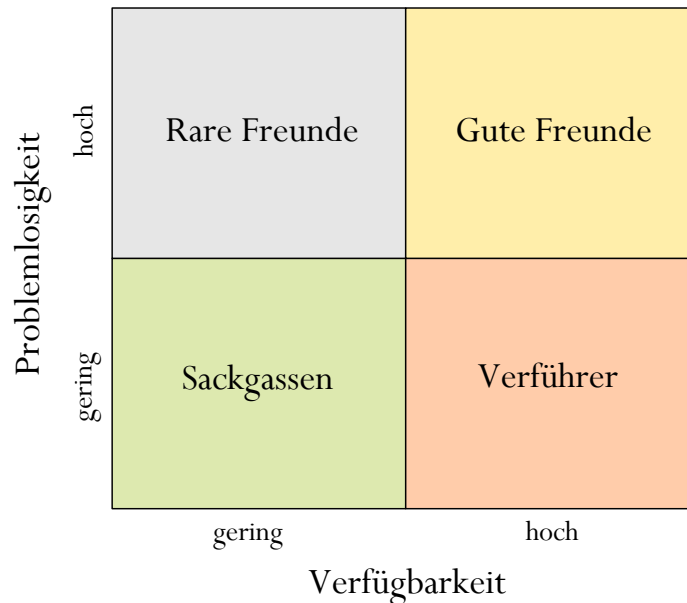 Problemlosigkeit
hoch
Rare Freunde
Gute Freunde
gering
Sackgassen
Verführer
gering
hoch
Verfügbarkeit